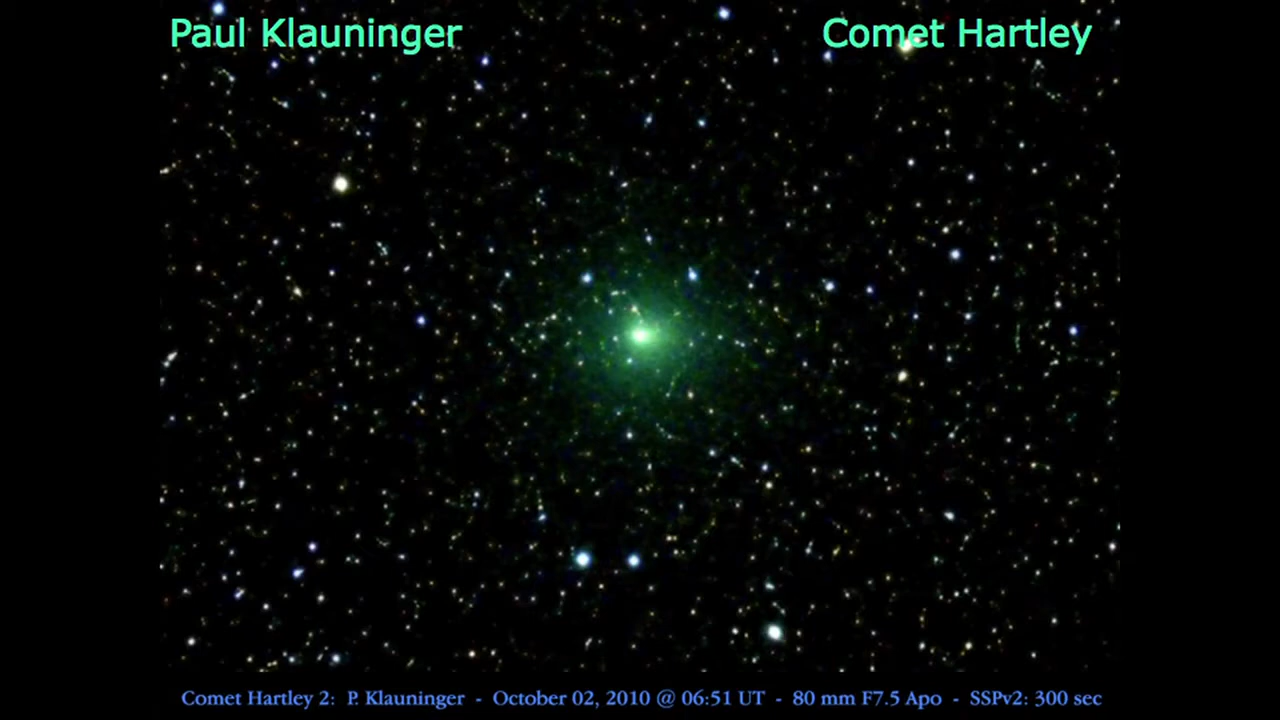 Paul Klauninger
Comet Hartley
Comet Hartley 2: P. Klauninger - October 02, 2010 @ 06:51 UT - 80 mm F7.5 Apo - SSPv2: 300 sec